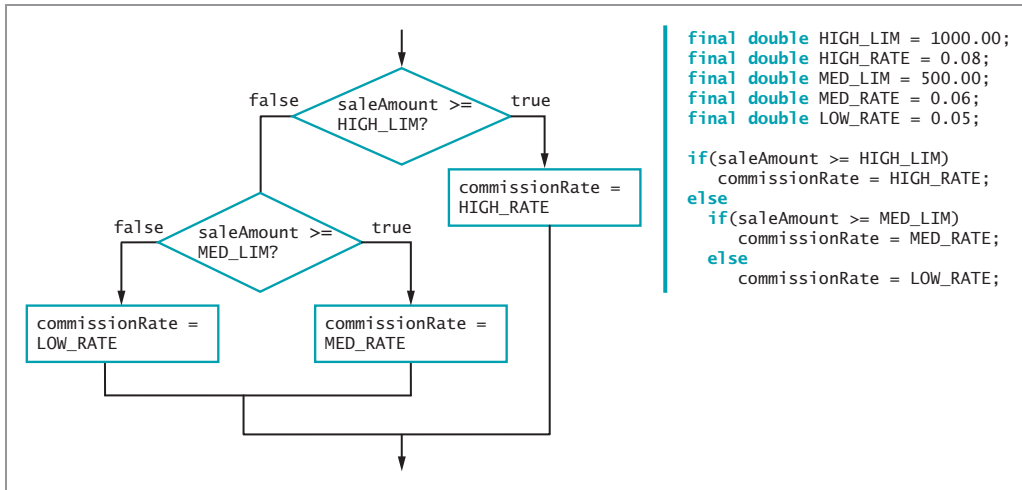 false
saleAmount >=
HIGH_LIM?
true
commissionRate =
HIGH_RATE
false
saleAmount >=
MED_LIM?
true
commissionRate =
LOW_RATE
commissionRate =
MED_RATE
final double HIGH_LIM = 1000.00;
final double HIGH_RATE = 0.08;
final double MED_LIM = 500.00;
final double MED_RATE = 0.06;
final double LOW_RATE = 0.05;
if(saleAmount >= HIGH_LIM)
commissionRate = HIGH_RATE;
else
if(saleAmount >= MED_LIM)
commissionRate = MED_RATE;
else
commissionRate = LOW_RATE;